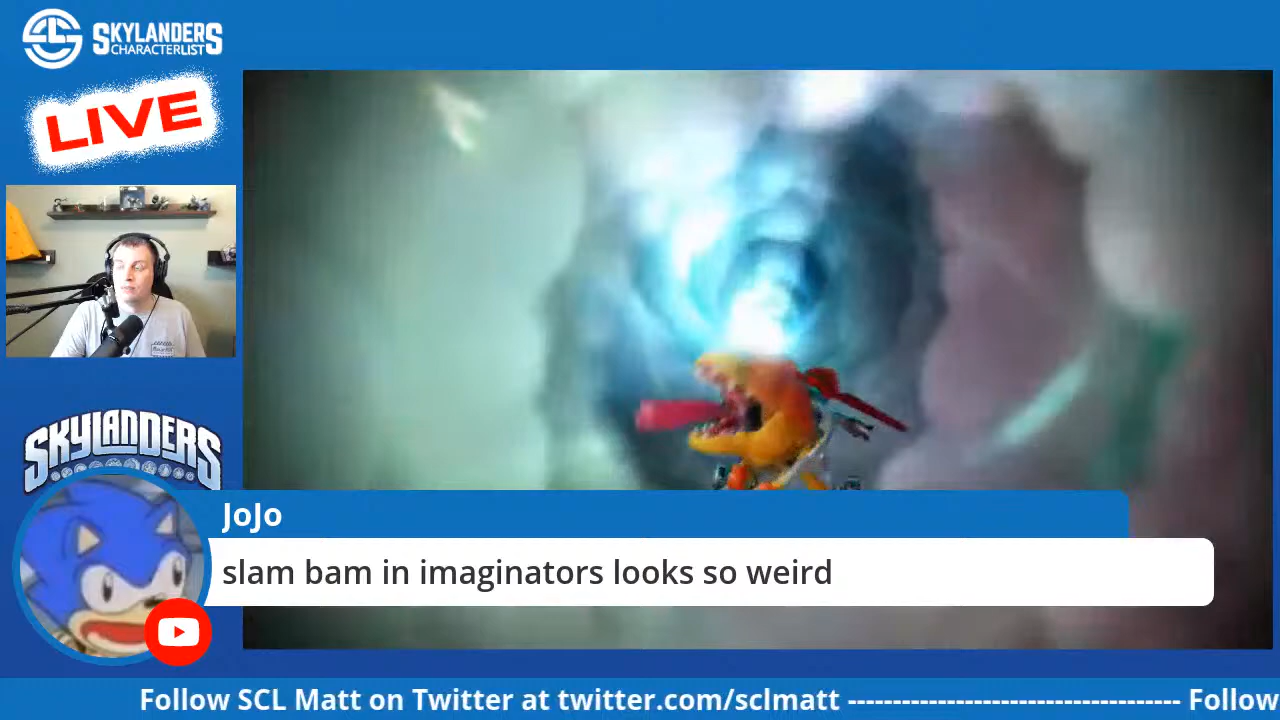 SKYLANDERS
CHARACTERLIST
LIVE
SKYLANDERS
JoJo
slam bam in imaginators looks so weird
Follow SCL Matt on Twitter at twitter.com/sclmatt ------------------------------------ Follow